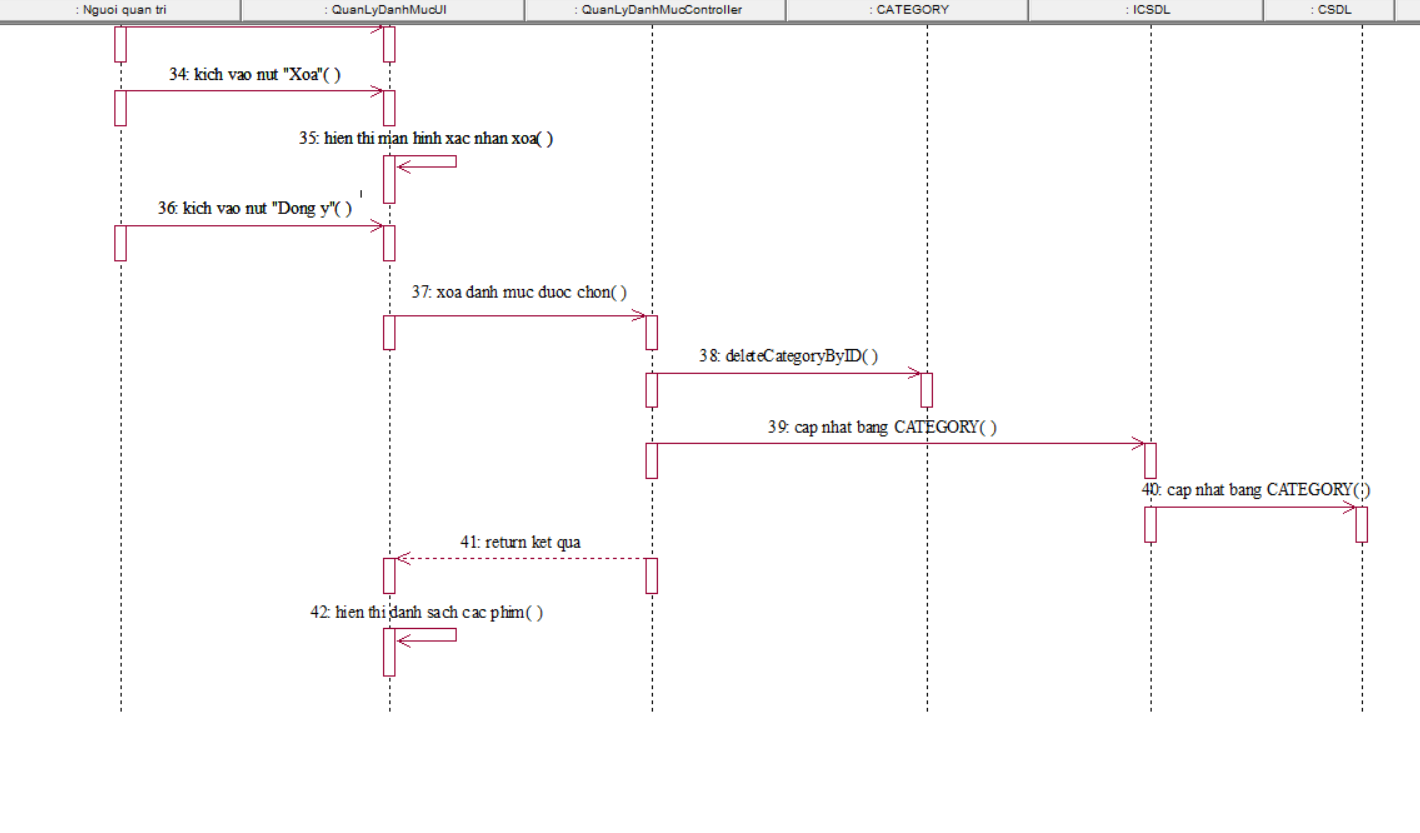 : Nguoi quan tri
: QuanLyDanhMucUI
: QuanLyDanhMucController
: CATEGORY
: ICSDL
: CSDL
34: kich vao nut "Xoa"( )
35: hien thi man hinh xac nhan xoa( )
36: kich vao nut "Dong y"( )
37: xoa danh muc duoc chon( )
38: deleteCategoryByID( )
39: cap nhat bang CATEGORY( )
40: cap nhat bang CATEGORY( )
41: return ket qua
42: hien thi danh sach cac phim( )